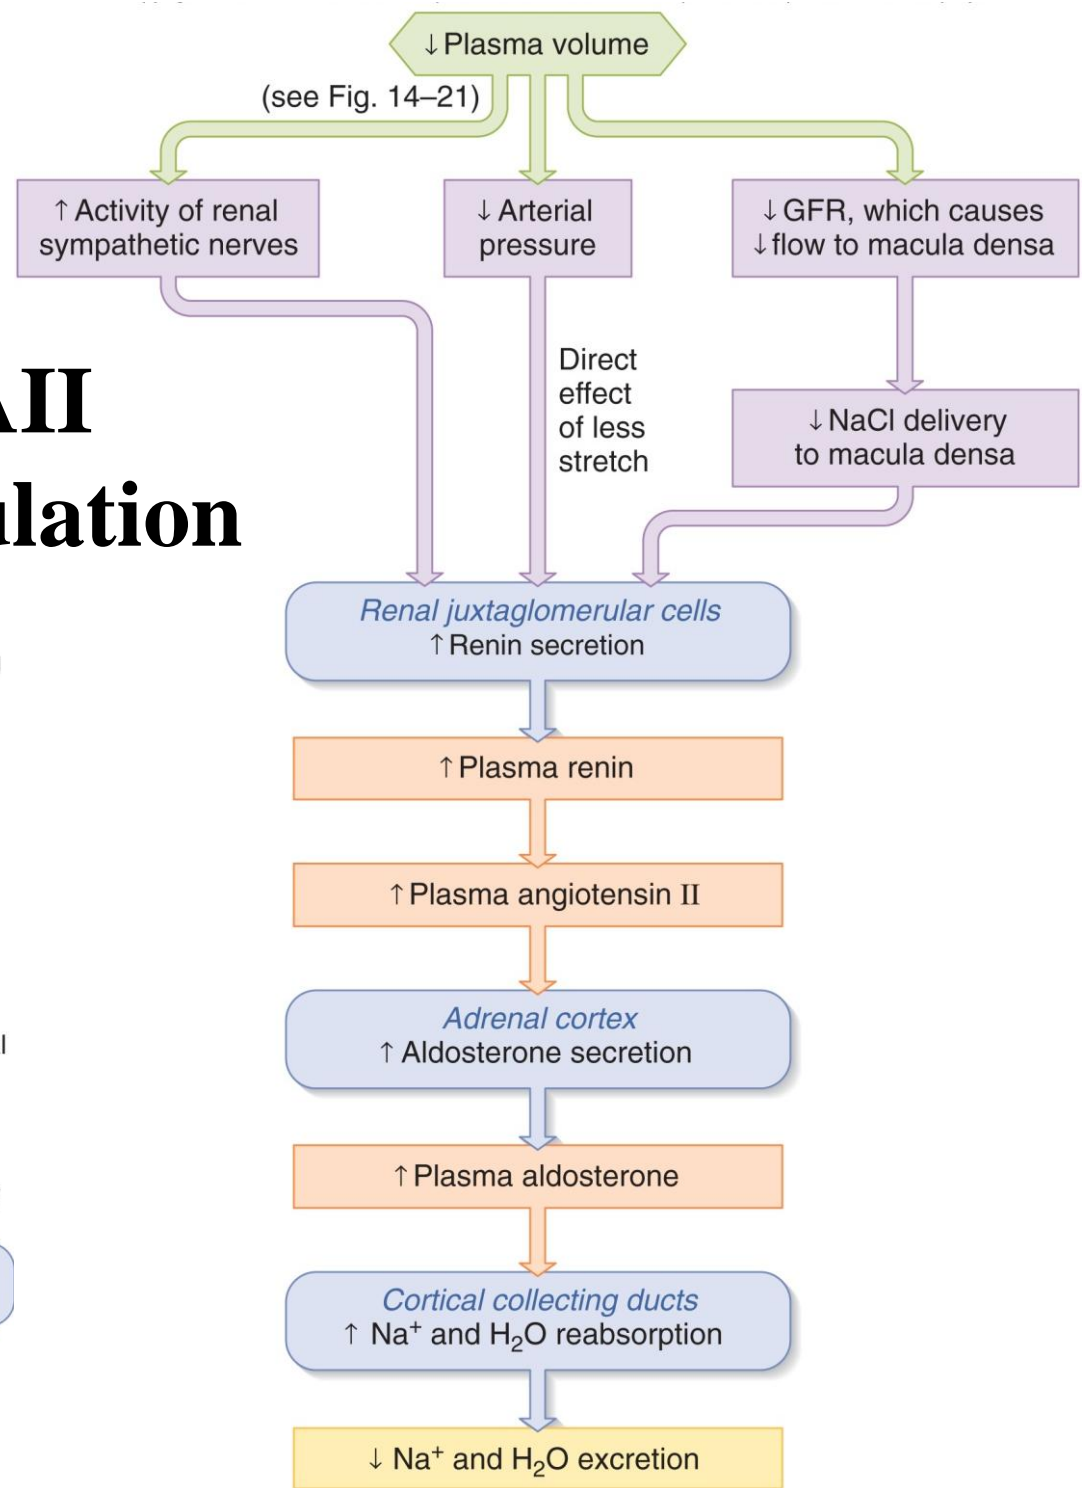 ↓ Plasma volume
(see Fig. 14–21)
↑ Activity of renal
sympathetic nerves
↓ Arterial
pressure
↓ GFR, which causes
↓ flow to macula densa
AII
ulation
Direct
effect
of less
stretch
↓ NaCl delivery
to macula densa
Renal juxtaglomerular cells
↑ Renin secretion
↑ Plasma renin
↑ Plasma angiotensin II
Adrenal cortex
↑ Aldosterone secretion
↑ Plasma aldosterone
Cortical collecting ducts
↑ Na⁺ and H₂O reabsorption
↓ Na⁺ and H₂O excretion